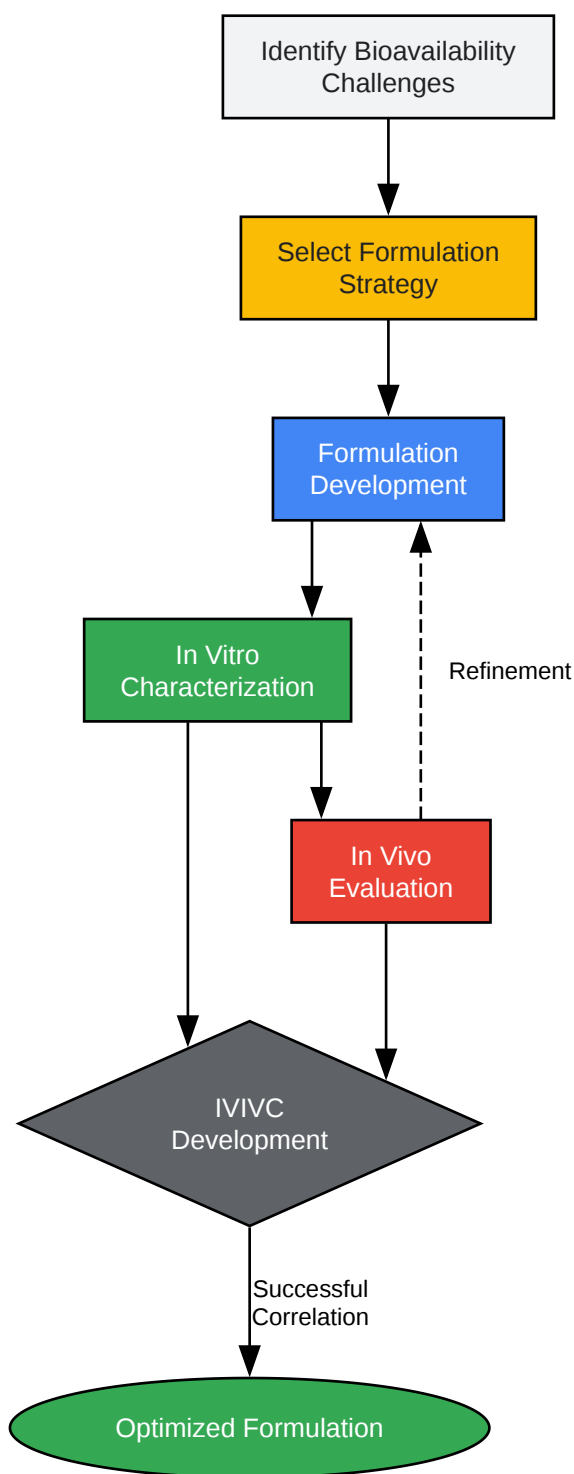 Identify Bioavailability
Challenges
Select Formulation
Strategy
Formulation
Development
In Vitro
Characterization
Refinement
In Vivo
Evaluation
IVIVC
Development
Successful
Correlation
Optimized Formulation